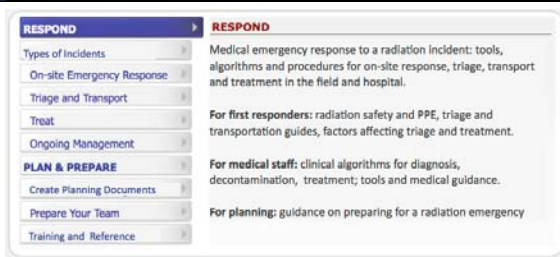 RESPOND
Types of Incidents
On-site Emergency Response
Triage and Transport
Treat
Ongoing Management
PLAN & PREPARE
Create Planning Documents
Prepare Your Team
Training and Reference
RESPOND
Medical emergency response to a radiation incident: tools,
algorithms and procedures for on-site response, triage, transport
and treatment in the field and hospital.
For first responders: radiation safety and PPE, triage and
transportation guides, factors affecting triage and treatment.
For medical staff: clinical algorithms for diagnosis,
decontamination, treatment; tools and medical guidance.
For planning: guidance on preparing for a radiation emergency